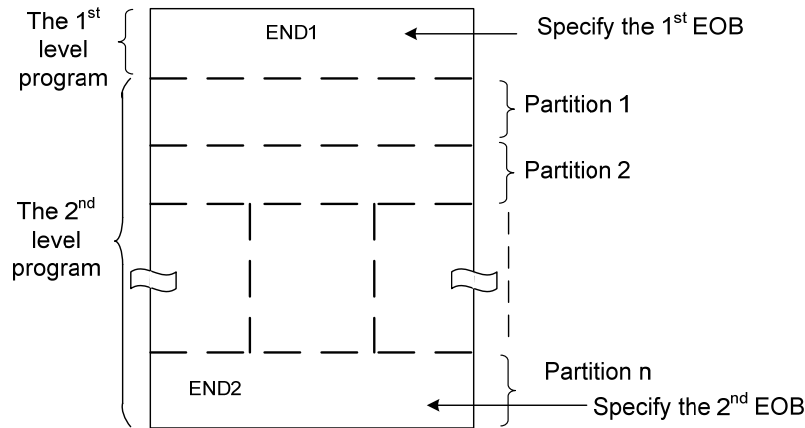 The 1st
level
program
END1
Specify the 1st EOB
Partition 1
Partition 2
The 2nd
level
program
END2
Partition n
Specify the 2nd EOB